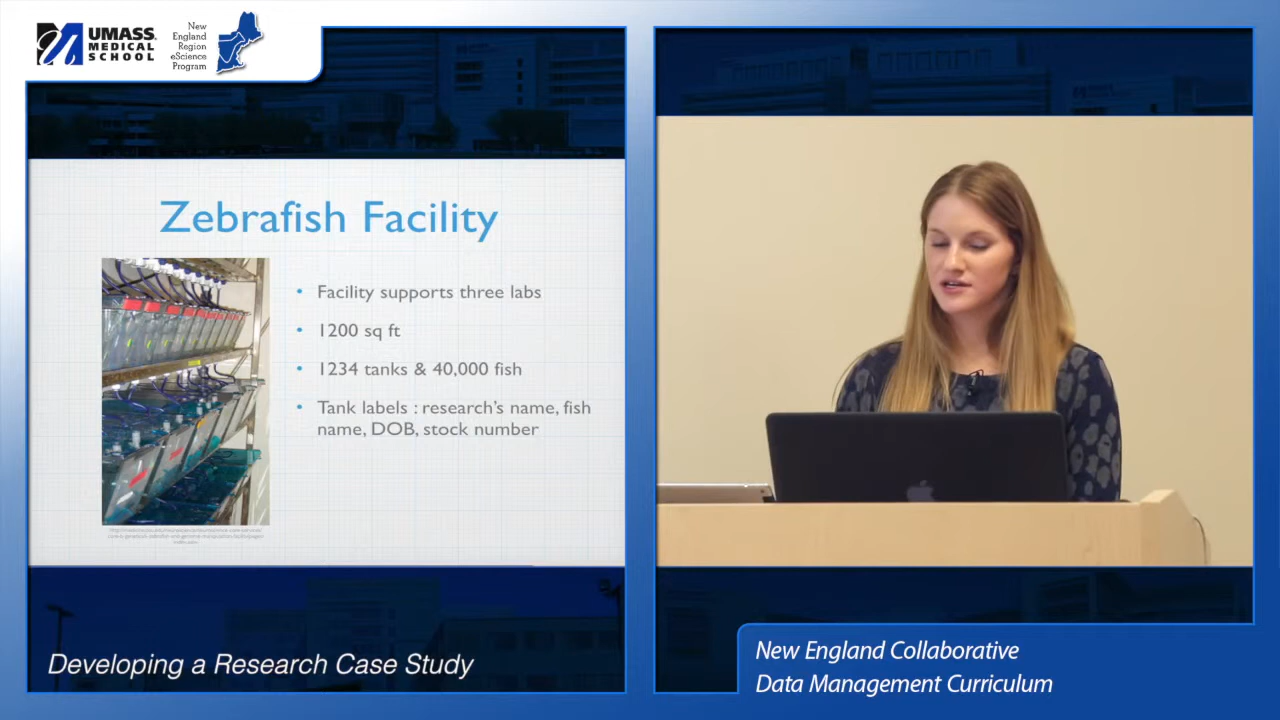 UMASS
MEDICAL
SCHOOL
New
England
Region
eScience
Program
Zebrafish Facility
• Facility supports three labs
• 1200 sq ft
• 1234 tanks & 40,000 fish
• Tank labels : research's name, fish
name, DOB, stock number
Developing a Research Case Study
New England Collaborative
Data Management Curriculum